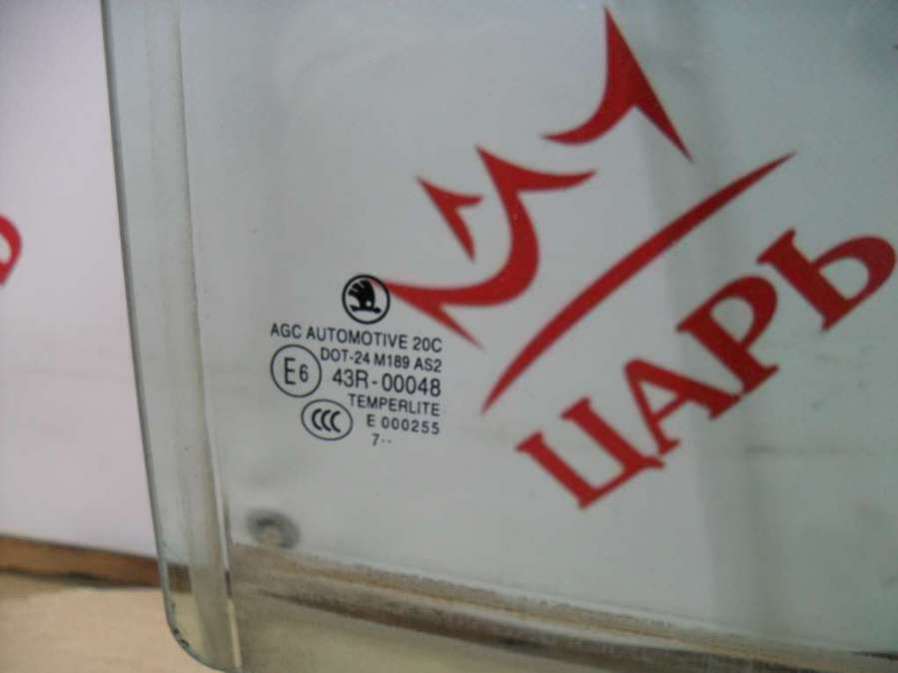 AGC AUTOMOTIVE 20C
DOT-24 M189 AS2
E6 43R-00048
TEMPERLITE
CCC E 000255
7··
ЦАРЬ